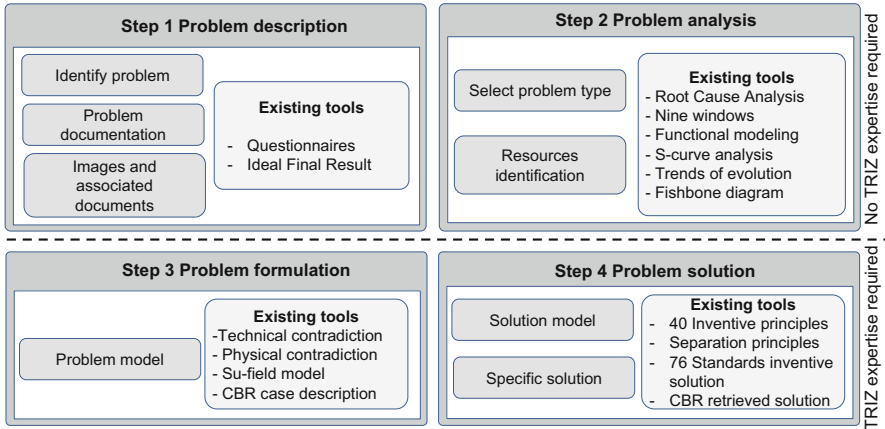 Step 1 Problem description
Identify problem
Problem
documentation
Images and
associated
documents
Existing tools
- Questionnaires
- Ideal Final Result
Step 2 Problem analysis
Select problem type
Resources
identification
Existing tools
- Root Cause Analysis
- Nine windows
- Functional modeling
- S-curve analysis
- Trends of evolution
- Fishbone diagram
No TRIZ expertise required
Step 3 Problem formulation
Problem model
Existing tools
-Technical contradiction
- Physical contradiction
- Su-field model
- CBR case description
Step 4 Problem solution
Solution model
Specific solution
Existing tools
- 40 Inventive principles
- Separation principles
- 76 Standards inventive
solution
- CBR retrieved solution
TRIZ expertise required